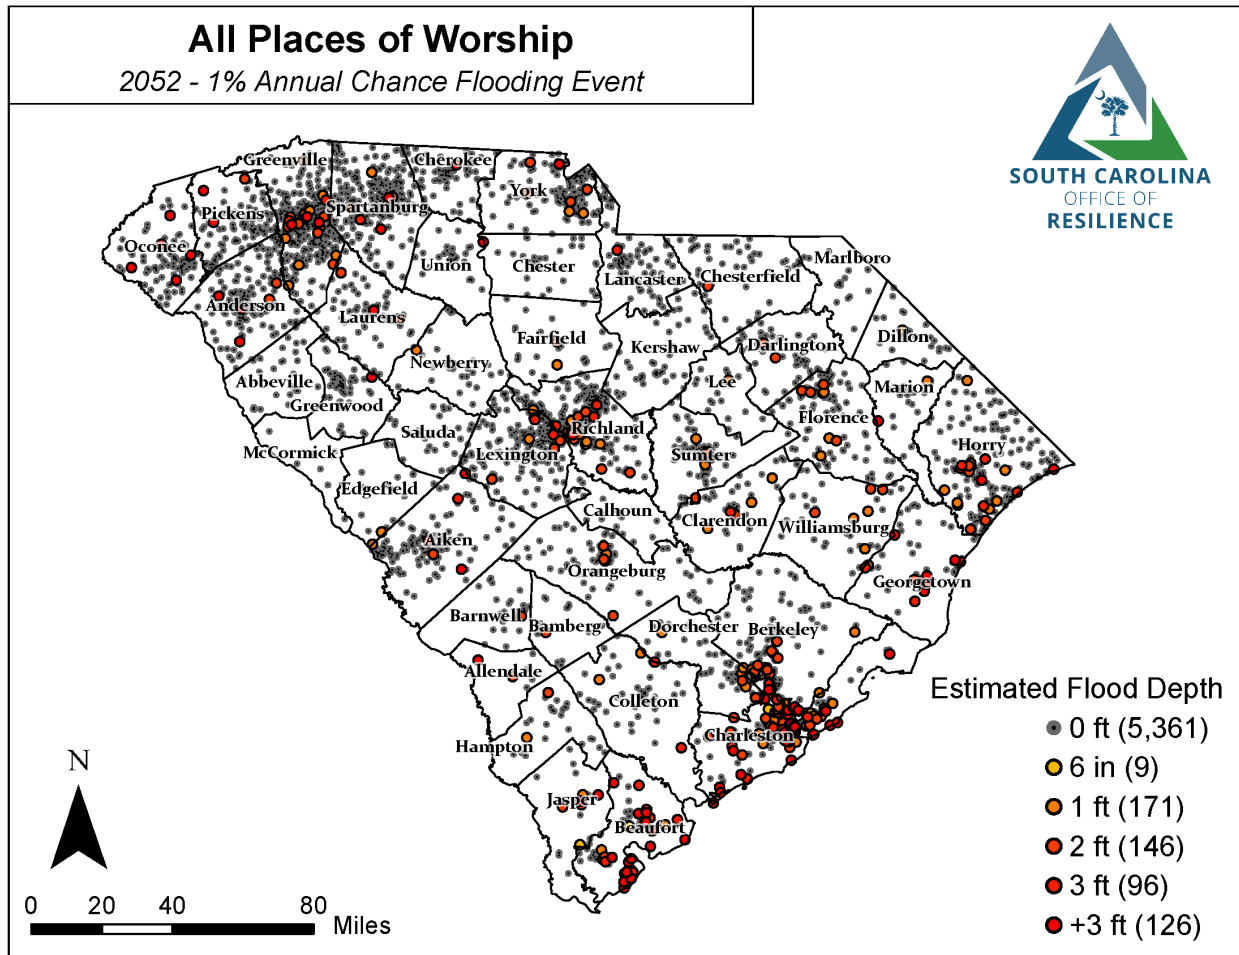 All Places of Worship
2052 - 1% Annual Chance Flooding Event
SOUTH CAROLINA
OFFICE OF
RESILIENCE
Greenville
Cherokee
York
Pickens
Spartanburg
Oconee
Union
Chester
Lancaster
Chesterfield
Marlboro
Anderson
Laurens
Fairfield
Kershaw
Darlington
Dillon
Newberry
Abbeville
Greenwood
Lee
Marion
Saluda
Richland
Florence
McCormick
Lexington
Sumter
Horry
Edgefield
Calhoun
Clarendon
Williamsburg
Aiken
Orangeburg
Georgetown
Barnwell
Bamberg
Dorchester
Berkeley
Allendale
Colleton
Hampton
Charleston
Jasper
Beaufort
Estimated Flood Depth
0 ft (5,361)
6 in (9)
1 ft (171)
2 ft (146)
3 ft (96)
+3 ft (126)
N
0 20 40 80
Miles